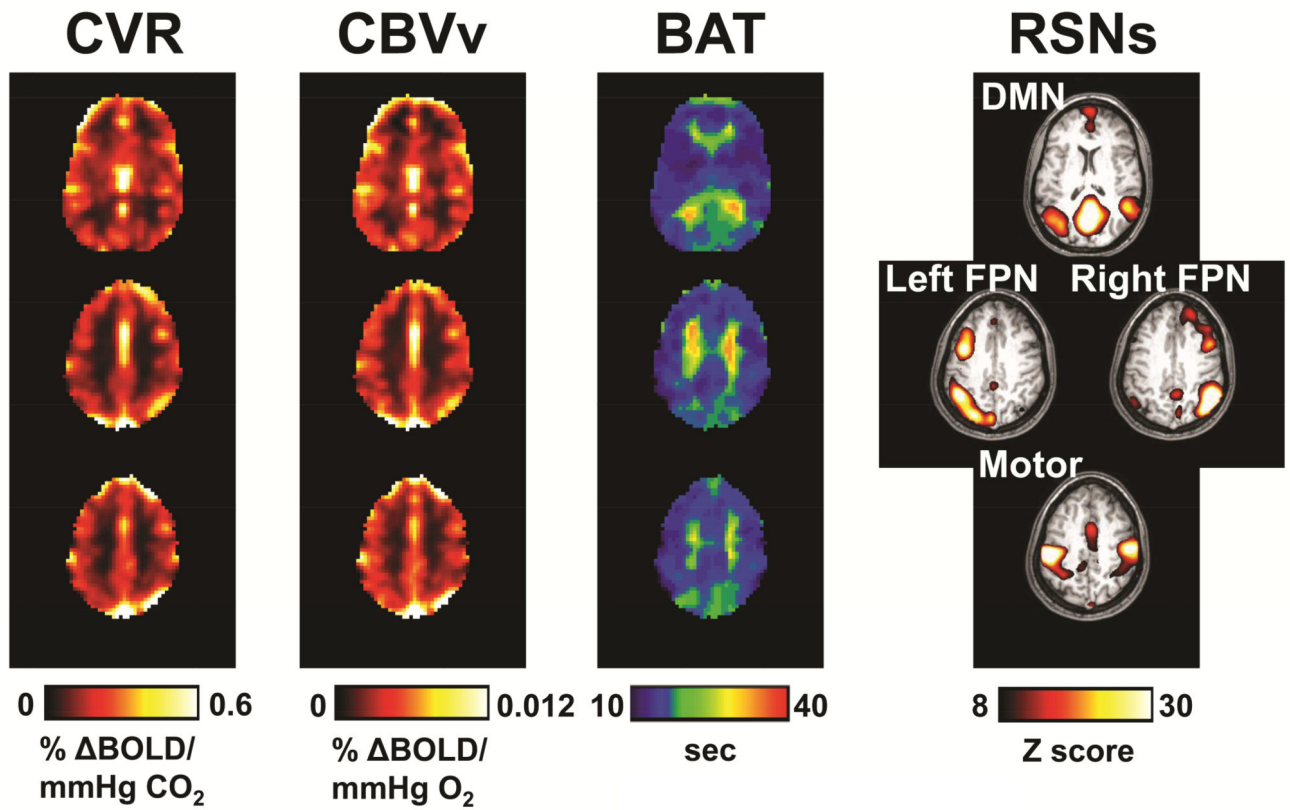 CVR CBVv BAT RSNs
DMN
Left FPN Right FPN
Motor
0 0.6 0 0.012 10 40 8 30
% ΔBOLD/ % ΔBOLD/ sec Z score
mmHg CO₂ mmHg O₂